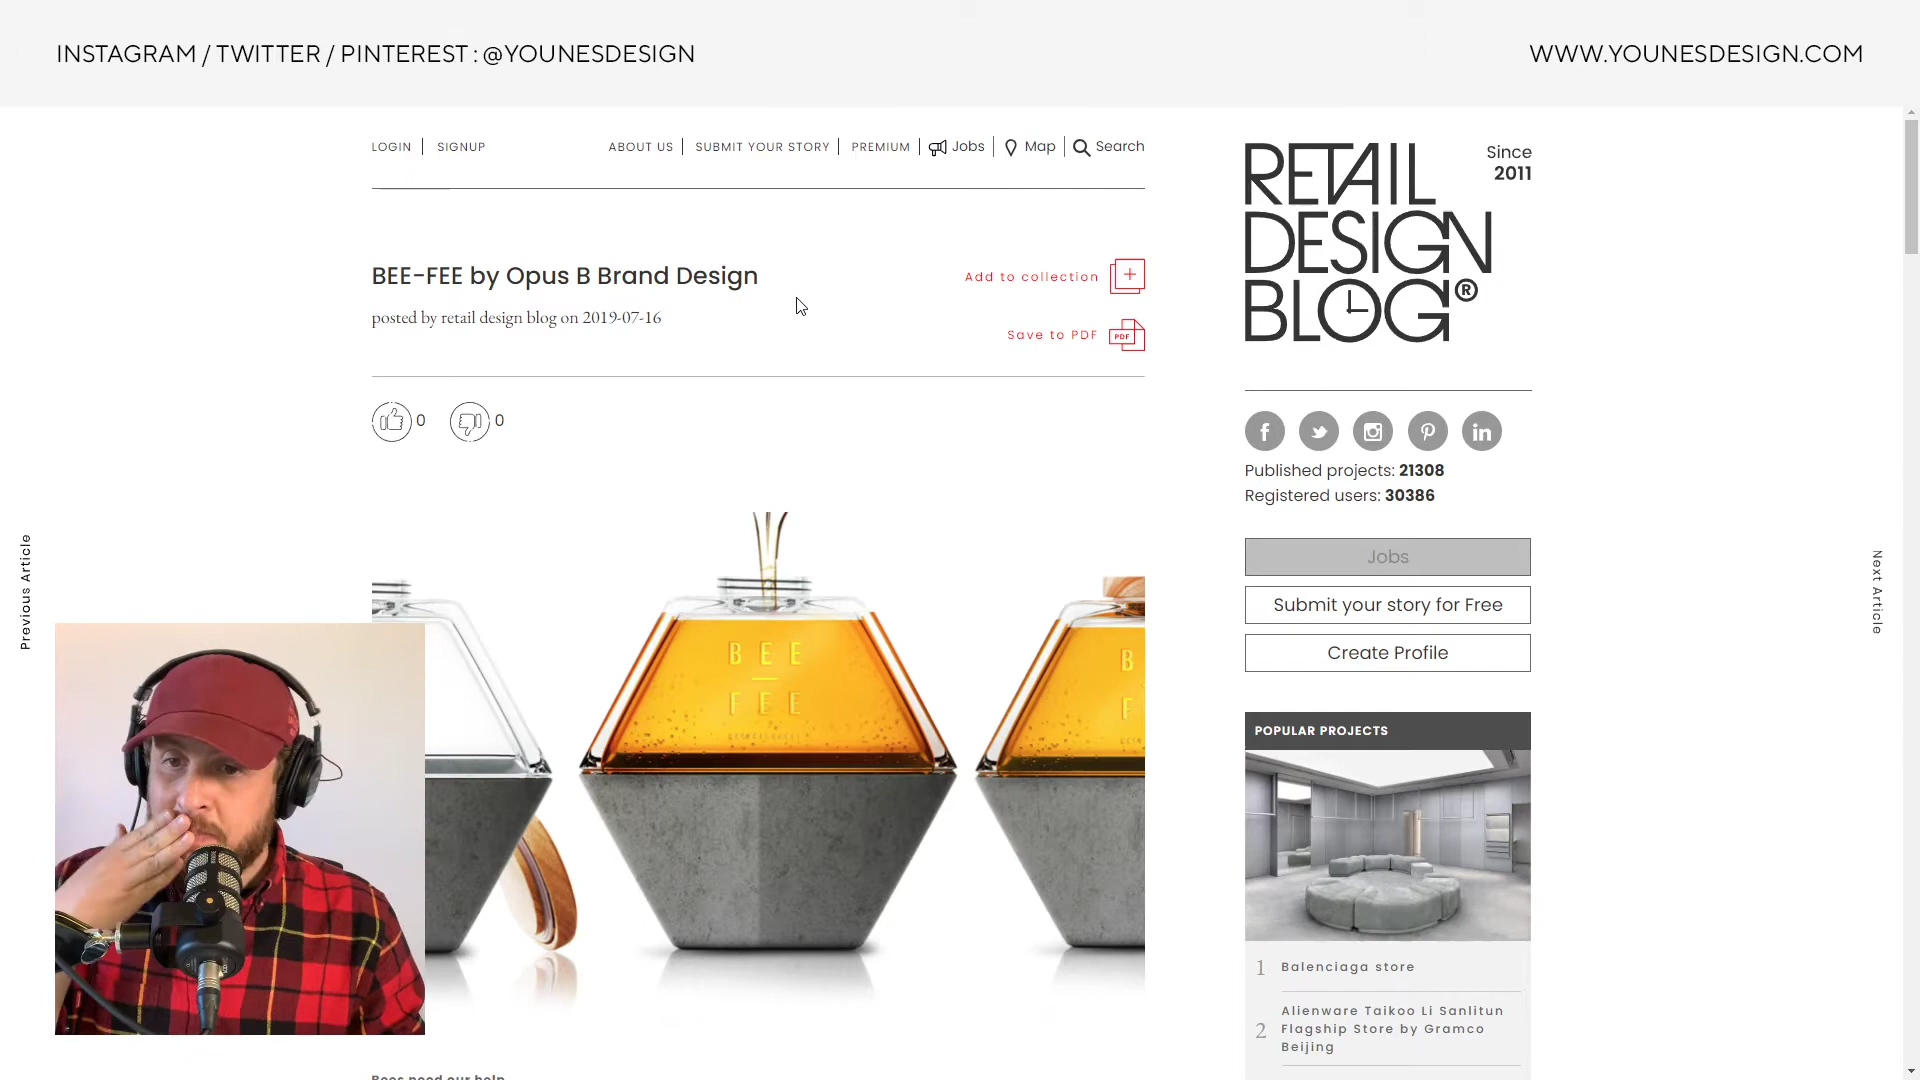 INSTAGRAM / TWITTER / PINTEREST : @YOUNESDESIGN
WWW.YOUNESDESIGN.COM
LOGIN
SIGNUP
ABOUT US
SUBMIT YOUR STORY
PREMIUM
Jobs
Map
Search
RETAIL
DESIGN
BLOG®
Since
2011
BEE-FEE by Opus B Brand Design
posted by retail design blog on 2019-07-16
Add to collection
Save to PDF
PDF
0
0
Published projects: 21308
Registered users: 30386
Jobs
Submit your story for Free
Create Profile
Previous Article
Next Article
BEE
FEE
B
F
POPULAR PROJECTS
1 Balenciaga store
2 Alienware Taikoo Li Sanlitun
Flagship Store by Gramco
Beijing
Bees need our help